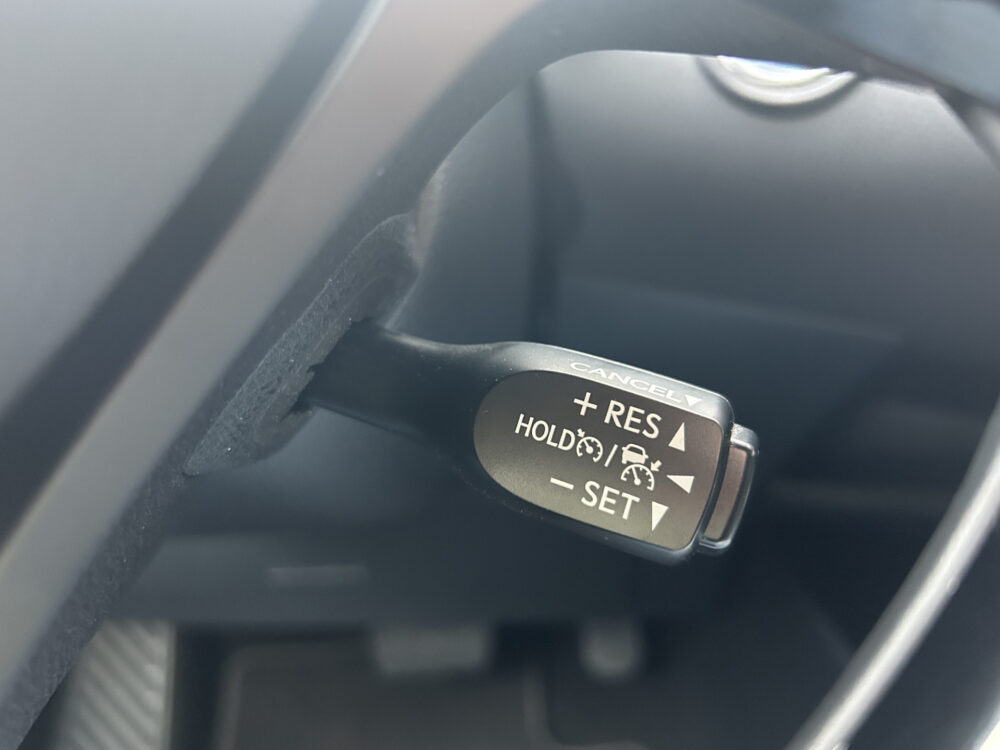 CANCEL▼
+ RES ▲
HOLD / ◀
− SET ▼